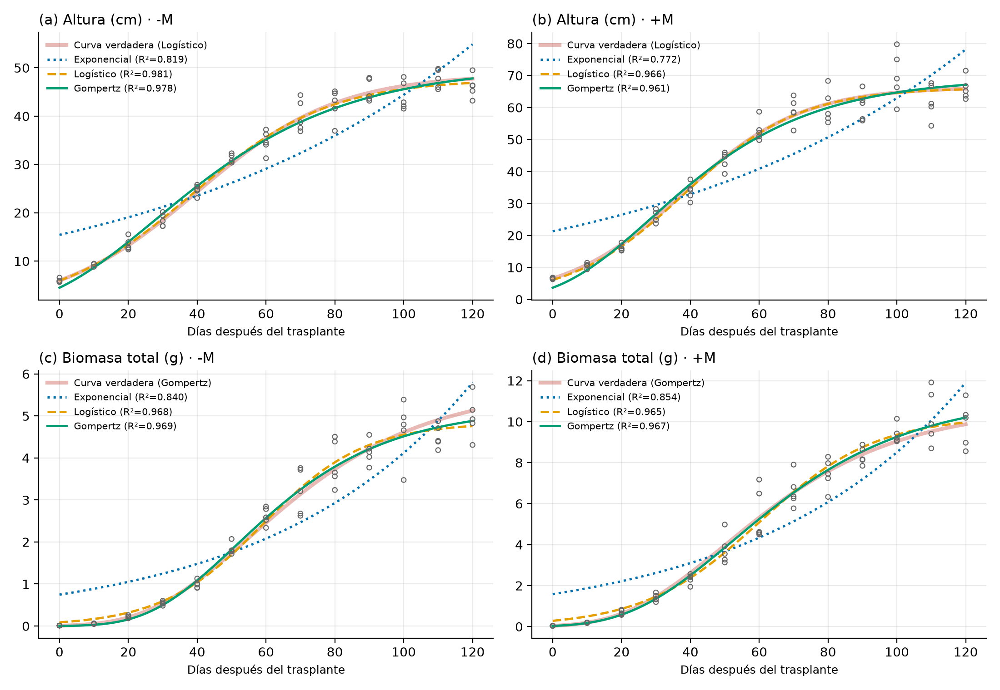 (a) Altura (cm) · -M
Curva verdadera (Logístico)
Exponencial (R²=0.819)
Logístico (R²=0.981)
Gompertz (R²=0.978)
50
40
30
20
10
0 20 40 60 80 100 120
Días después del trasplante
(b) Altura (cm) · +M
Curva verdadera (Logístico)
Exponencial (R²=0.772)
Logístico (R²=0.966)
Gompertz (R²=0.961)
80
70
60
50
40
30
20
10
0
0 20 40 60 80 100 120
Días después del trasplante
(c) Biomasa total (g) · -M
Curva verdadera (Gompertz)
Exponencial (R²=0.840)
Logístico (R²=0.968)
Gompertz (R²=0.969)
6
5
4
3
2
1
0
0 20 40 60 80 100 120
Días después del trasplante
(d) Biomasa total (g) · +M
Curva verdadera (Gompertz)
Exponencial (R²=0.854)
Logístico (R²=0.965)
Gompertz (R²=0.967)
12
10
8
6
4
2
0
0 20 40 60 80 100 120
Días después del trasplante